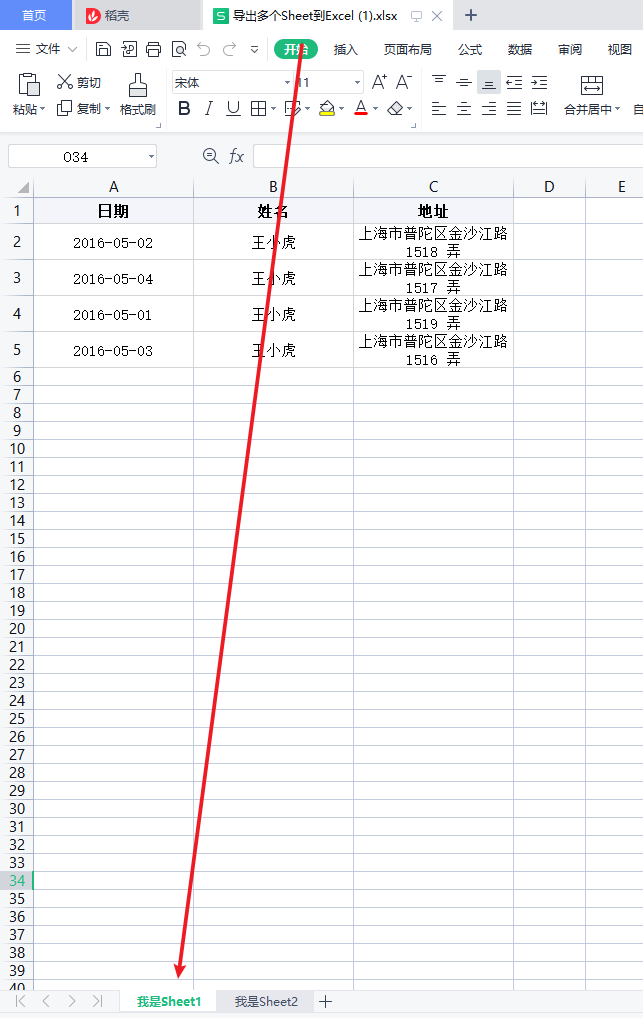 首页 稻壳 S 导出多个Sheet到Excel (1).xlsx
文件 开始 插入 页面布局 公式 数据 审阅 视图
剪切 宋体 11 A+ A-
粘贴 复制 格式刷 B I U A 合并居中 自
O34 fx
A B C D E
1 日期 姓名 地址
2 2016-05-02 王小虎 上海市普陀区金沙江路
1518 弄
3 2016-05-04 王小虎 上海市普陀区金沙江路
1517 弄
4 2016-05-01 王小虎 上海市普陀区金沙江路
1519 弄
5 2016-05-03 王小虎 上海市普陀区金沙江路
1516 弄
6
7
8
9
10
11
12
13
14
15
16
17
18
19
20
21
22
23
24
25
26
27
28
29
30
31
32
33
34
35
36
37
38
39
40
我是Sheet1 我是Sheet2